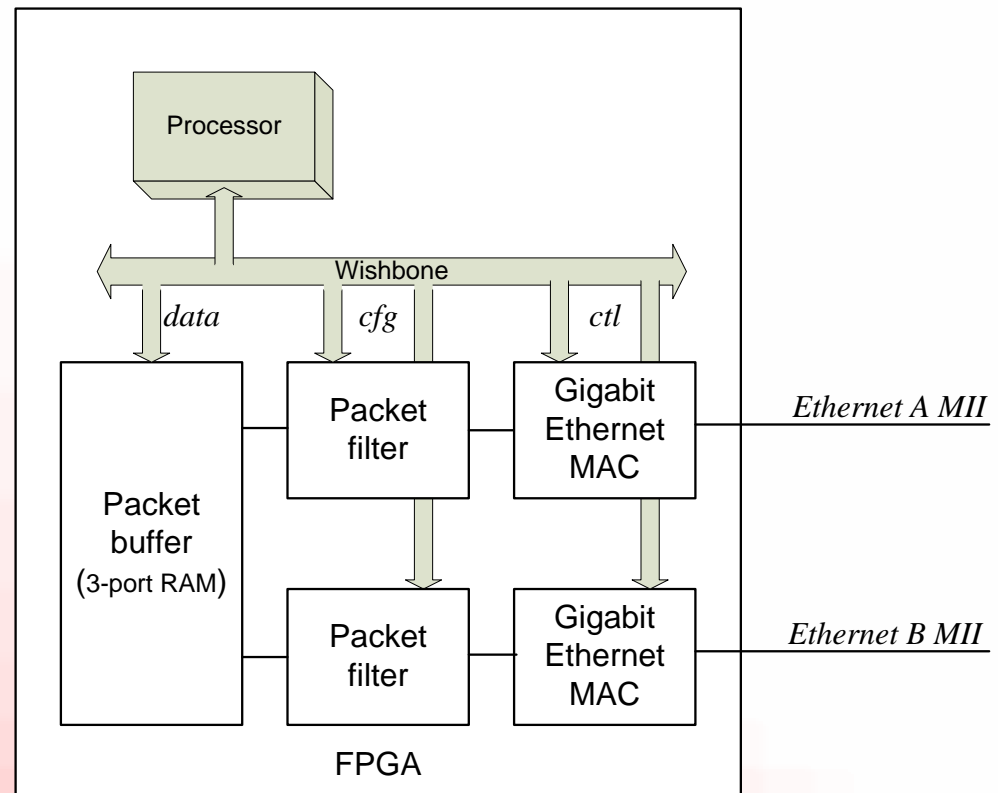 Processor
Wishbone
data
cfg
ctl
Packet
filter
Gigabit
Ethernet
MAC
Ethernet A MII
Packet
buffer
(3-port RAM)
Packet
filter
Gigabit
Ethernet
MAC
Ethernet B MII
FPGA